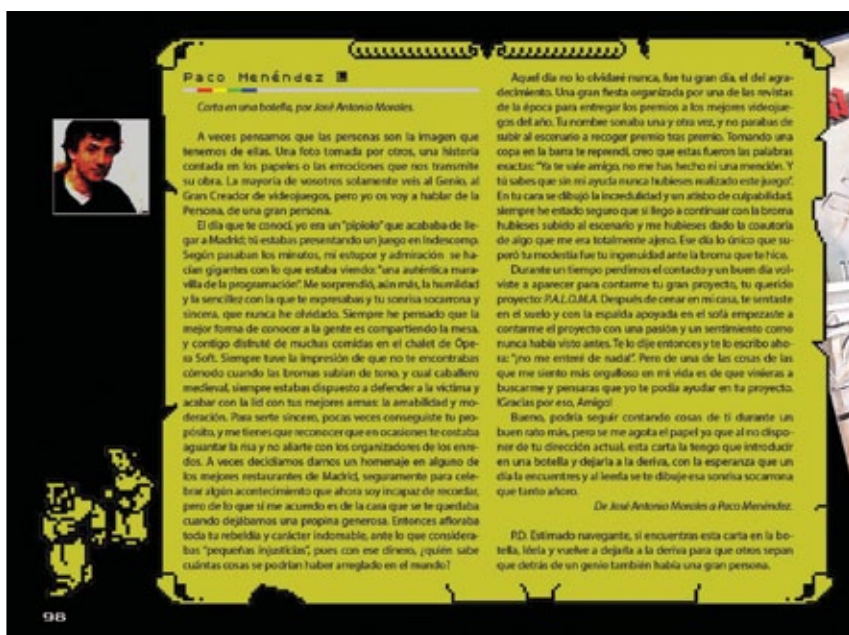 Paco Menéndez
Carta en una botella, por José Antonio Morales.
A veces pensamos que las personas son la imagen que
tenemos de ellas. Una foto tomada por otros, una historia
contada en los papeles o las emociones que nos transmite
su obra. La mayoría de vosotros solamente veis al Genio, al
Gran Creador de videojuegos, pero yo os voy a hablar de la
Persona, de una gran persona.
El día que te conocí, yo era un "pipiolo" que acababa de lle-
gar a Madrid; tú estabas presentando un juego en Indescomp.
Según pasaban los minutos, mi estupor y admiración se ha-
cían gigantes con lo que estaba viendo: "una auténtica mara-
villa de la programación". Me sorprendió, aún más, la humildad
y la sencillez con la que te expresabas y tu sonrisa socarrona y
sincera, que nunca he olvidado. Siempre he pensado que la
mejor forma de conocer a la gente es compartiendo la mesa,
y contigo disfruté de muchas comidas en el chalet de Ópe-
ra Soft. Siempre tuve la impresión de que no te encontrabas
cómodo cuando las bromas subían de tono, y cual caballero
medieval, siempre estabas dispuesto a defender a la víctima y
acabar con la lid con tus mejores armas: la amabilidad y mo-
deración. Para serte sincero, pocas veces conseguiste tu pro-
pósito, y me tienes que reconocer que en ocasiones te costaba
aguantar la risa y no aliarte con los organizadores de los enre-
dos. A veces decidíamos darnos un homenaje en alguno de
los mejores restaurantes de Madrid, seguramente para cele-
brar algún acontecimiento que ahora soy incapaz de recordar,
pero de lo que sí me acuerdo es de la cara que se te quedaba
cuando dejábamos una propina generosa. Entonces afloraba
toda tu rebeldía y carácter indomable, ante lo que considera-
bas "pequeñas injusticias", pues con ese dinero, ¿quién sabe
cuántas cosas se podrían haber arreglado en el mundo?
Aquel día no lo olvidaré nunca, fue tu gran día, el del agra-
decimiento. Una gran fiesta organizada por una de las revistas
de la época para entregar los premios a los mejores videojue-
gos del año. Tu nombre sonaba una y otra vez, y no parabas de
subir al escenario a recoger premio tras premio. Tomando una
copa en la barra te reprendí, creo que estas fueron las palabras
exactas: "Ya te vale amigo, no me has hecho ni una mención. Y
tú sabes que sin mi ayuda nunca hubieses realizado este juego".
En tu cara se dibujó la incredulidad y un atisbo de culpabilidad,
siempre he estado seguro que si llego a continuar con la broma
hubieses subido al escenario y me hubieses dado la coautoría
de algo que me era totalmente ajeno. Ese día lo único que su-
peró tu modestia fue tu ingenuidad ante la broma que te hice.
Durante un tiempo perdimos el contacto y un buen día vol-
viste a aparecer para contarme tu gran proyecto, tu querido
proyecto: P.A.L.O.M.A. Después de cenar en mi casa, te sentaste
en el suelo y con la espalda apoyada en el sofá empezaste a
contarme el proyecto con una pasión y un sentimiento como
nunca había visto antes. Te lo dije entonces y te lo escribo aho-
ra: "¡no me enteré de nada!". Pero de una de las cosas de las
que me siento más orgulloso en mi vida es de que vinieras a
buscarme y pensaras que yo te podía ayudar en tu proyecto.
¡Gracias por eso, Amigo!
Bueno, podría seguir contando cosas de ti durante un
buen rato más, pero se me agota el papel ya que al no dispo-
ner de tu dirección actual, esta carta la tengo que introducir
en una botella y dejarla a la deriva, con la esperanza que un
día la encuentres y al leerla se te dibuje esa sonrisa socarrona
que tanto añoro.
De José Antonio Morales a Paco Menéndez.
P.D. Estimado navegante, si encuentras esta carta en la bo-
tella, léela y vuelve a dejarla a la deriva para que otros sepan
que detrás de un genio también había una gran persona.
98